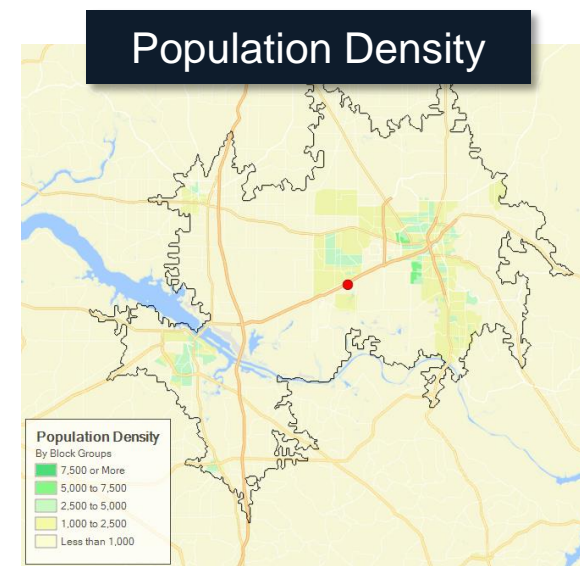 Population Density
Population Density
By Block Groups
7,500 or More
5,000 to 7,500
2,500 to 5,000
1,000 to 2,500
Less than 1,000